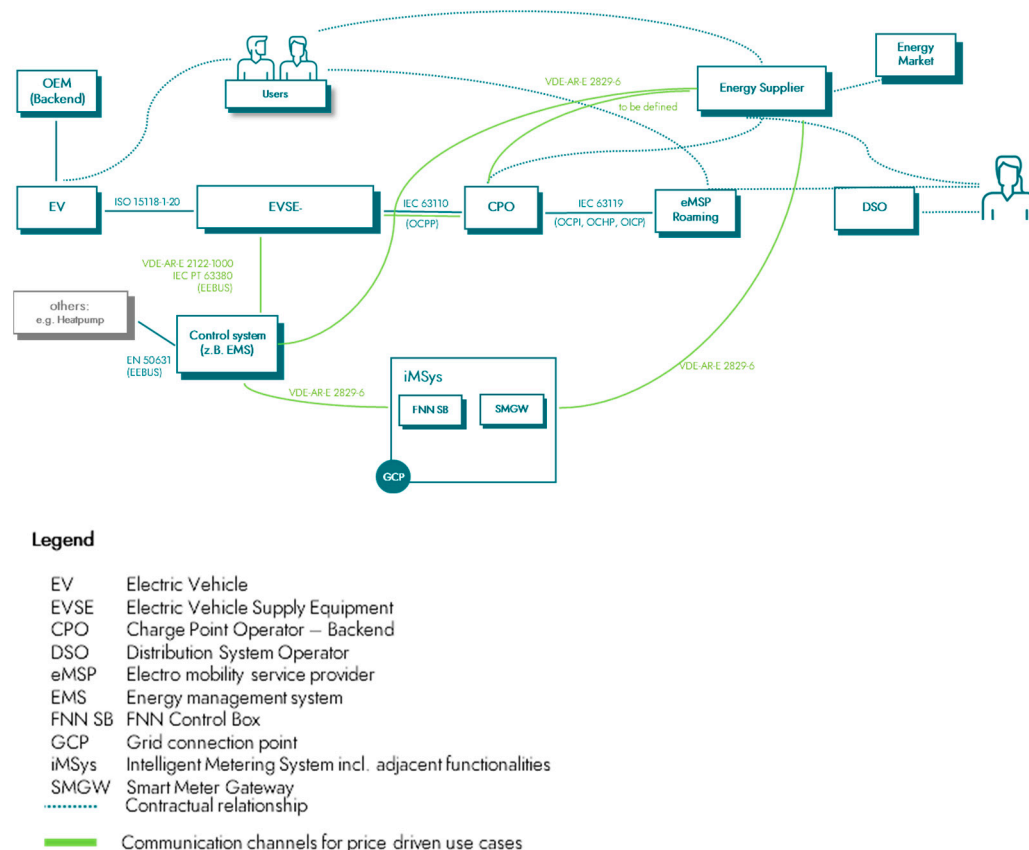 OEM
(Backend)
Users
VDE-AR-E 2829-6
to be defined
Energy Supplier
Energy
Market
EV
ISO 15118-1-20
EVSE-
IEC 63110
(OCPP)
CPO
IEC 63119
(OCPI, OCHP, OICP)
eMSP
Roaming
DSO
VDE-AR-E 2122-1000
IEC PT 63380
(EEBUS)
others:
e.g. Heatpump
Control system
(z.B. EMS)
EN 50631
(EEBUS)
VDE-AR-E 2829-6
iMSys
FNN SB
SMGW
GCP
VDE-AR-E 2829-6
Legend
EV Electric Vehicle
EVSE Electric Vehicle Supply Equipment
CPO Charge Point Operator – Backend
DSO Distribution System Operator
eMSP Electro mobility service provider
EMS Energy management system
FNN SB FNN Control Box
GCP Grid connection point
iMSys Intelligent Metering System incl. adjacent functionalities
SMGW Smart Meter Gateway
Contractual relationship
Communication channels for price driven use cases